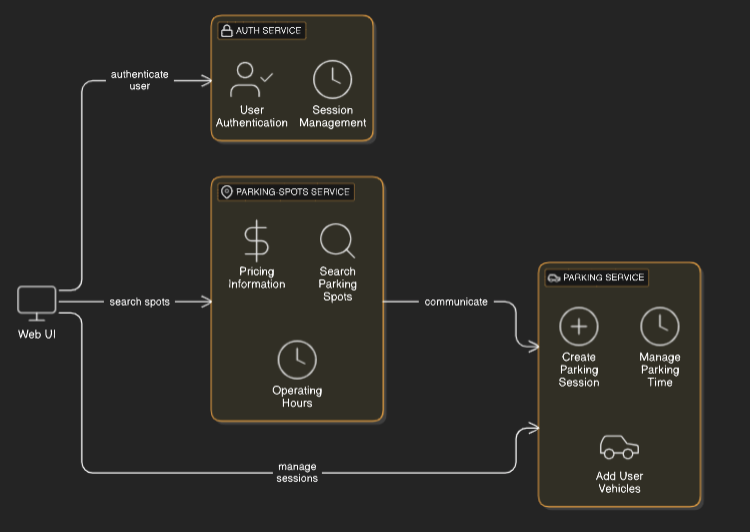 AUTH SERVICE
authenticate
user
User
Authentication
Session
Management
PARKING-SPOTS SERVICE
Pricing
Information
Search
Parking
Spots
Operating
Hours
Web UI
search spots
communicate
manage
sessions
PARKING SERVICE
Create
Parking
Session
Manage
Parking
Time
Add User
Vehicles